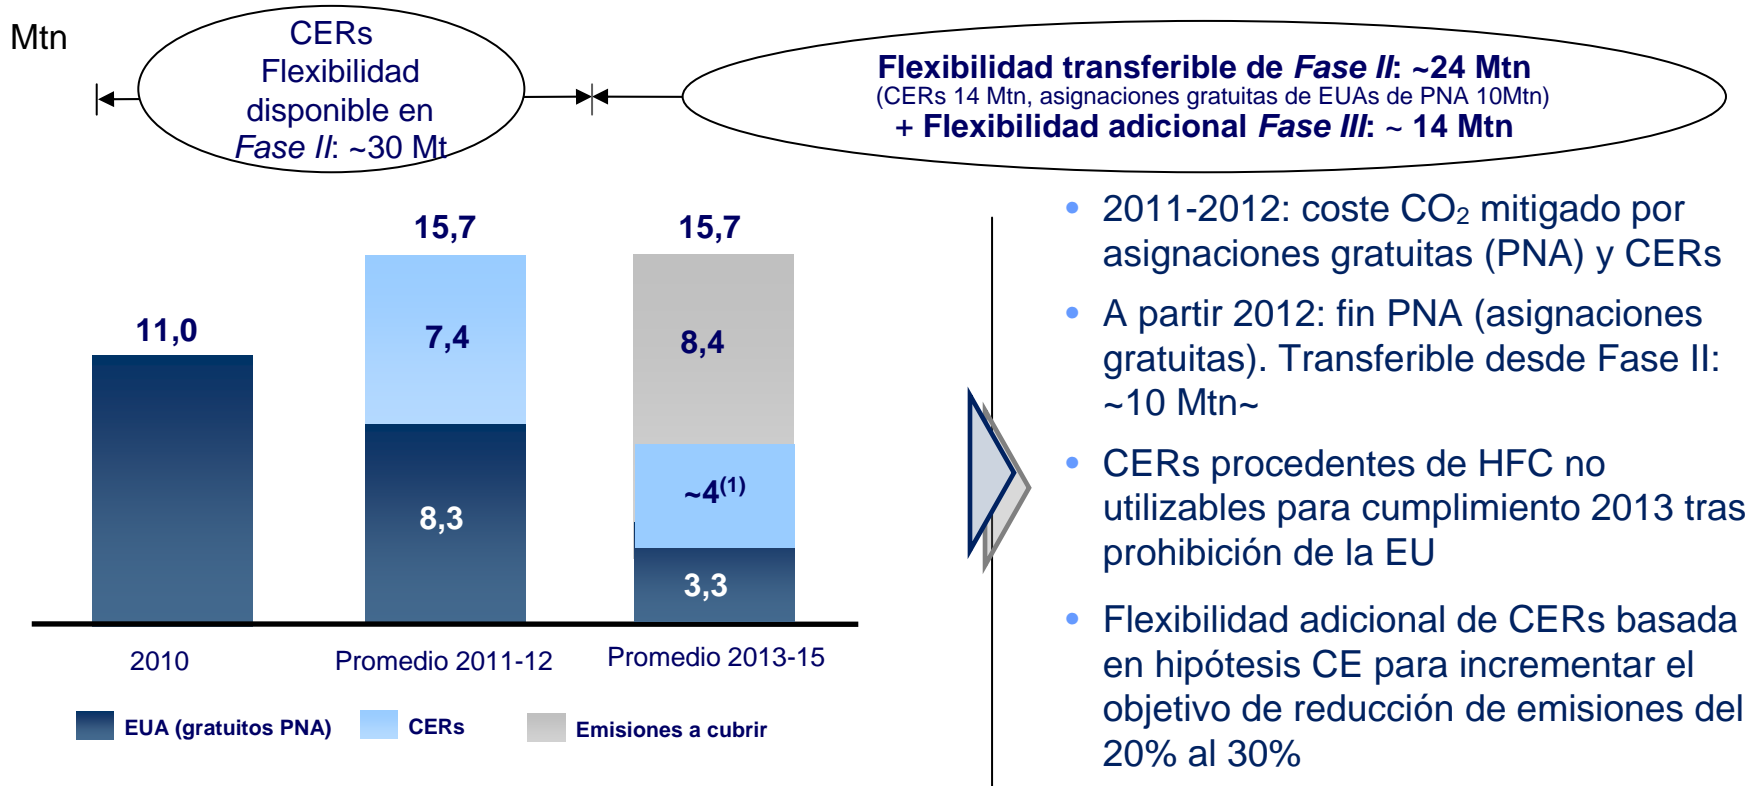 Mtn
CERs
Flexibilidad
disponible en
Fase II: ~30 Mt
Flexibilidad transferible de Fase II: ~24 Mtn
(CERs 14 Mtn, asignaciones gratuitas de EUAs de PNA 10Mtn)
+ Flexibilidad adicional Fase III: ~ 14 Mtn
11,0
15,7
7,4
8,3
15,7
8,4
~4(1)
3,3
2010
Promedio 2011-12
Promedio 2013-15
EUA (gratuitos PNA)
CERs
Emisiones a cubrir
• 2011-2012: coste CO₂ mitigado por
asignaciones gratuitas (PNA) y CERs
• A partir 2012: fin PNA (asignaciones
gratuitas). Transferible desde Fase II:
~10 Mtn~
• CERs procedentes de HFC no
utilizables para cumplimiento 2013 tras
prohibición de la EU
• Flexibilidad adicional de CERs basada
en hipótesis CE para incrementar el
objetivo de reducción de emisiones del
20% al 30%